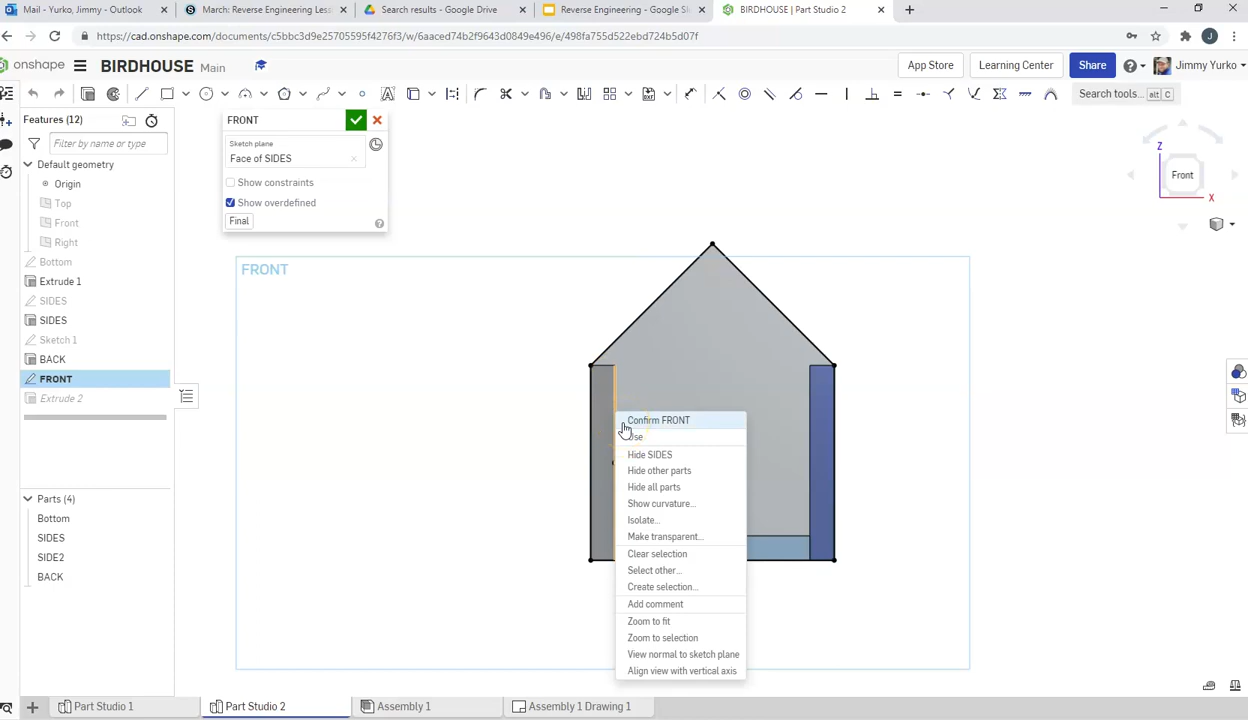 Mail - Yurko, Jimmy - Outlook
March: Reverse Engineering Less
Search results - Google Drive
Reverse Engineering - Google Sl
BIRDHOUSE | Part Studio 2
https://cad.onshape.com/documents/c5bbc3d9e25705595f4276f3/w/6aaced74b2f9643d0849e496/e/498fa755d522ebd724b5d07f
J
onshape
BIRDHOUSE Main
App Store
Learning Center
Share
Jimmy Yurko
Search tools... alt C
Features (12)
Filter by name or type
Default geometry
Origin
Top
Front
Right
Bottom
Extrude 1
SIDES
SIDES
Sketch 1
BACK
FRONT
Extrude 2
Parts (4)
Bottom
SIDES
SIDE2
BACK
FRONT
Sketch plane
Face of SIDES
Show constraints
Show overdefined
Final
FRONT
Z
Front
X
Confirm FRONT
Use
Hide SIDES
Hide other parts
Hide all parts
Show curvature...
Isolate...
Make transparent...
Clear selection
Select other...
Create selection...
Add comment
Zoom to fit
Zoom to selection
View normal to sketch plane
Align view with vertical axis
Part Studio 1
Part Studio 2
Assembly 1
Assembly 1 Drawing 1